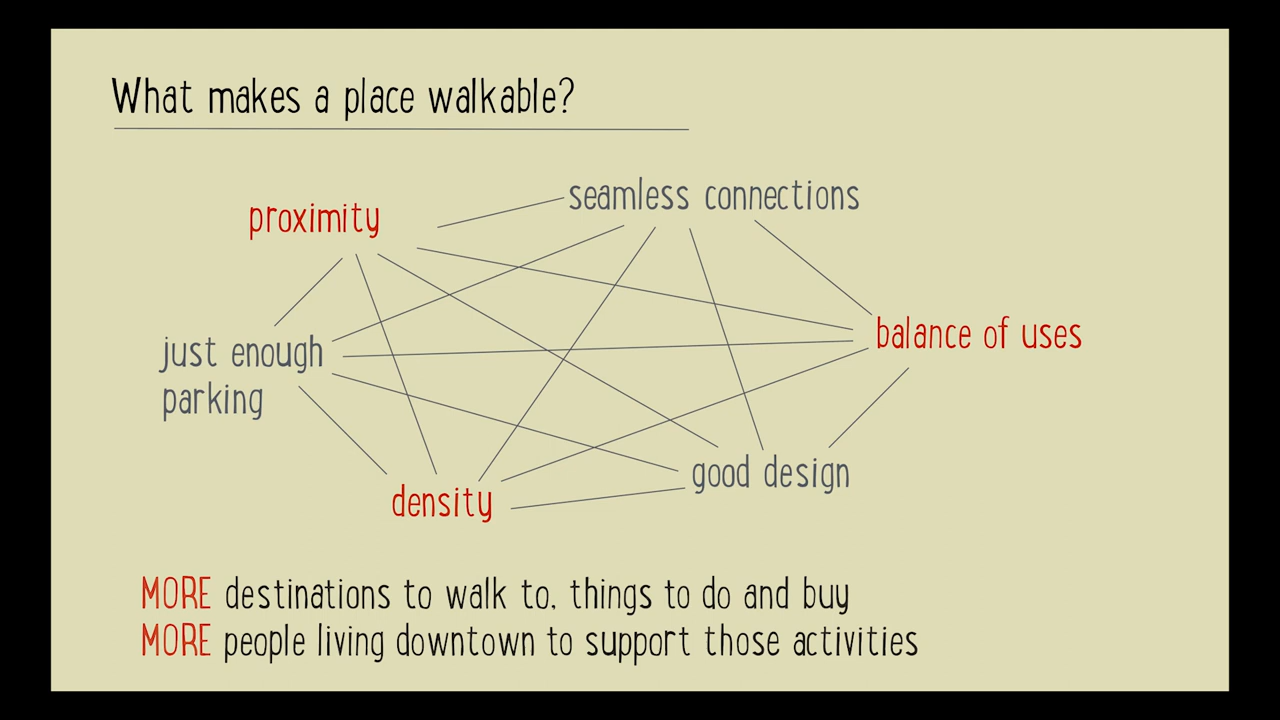 What makes a place walkable?
seamless connections
proximity
balance of uses
just enough
parking
good design
density
MORE destinations to walk to, things to do and buy
MORE people living downtown to support those activities